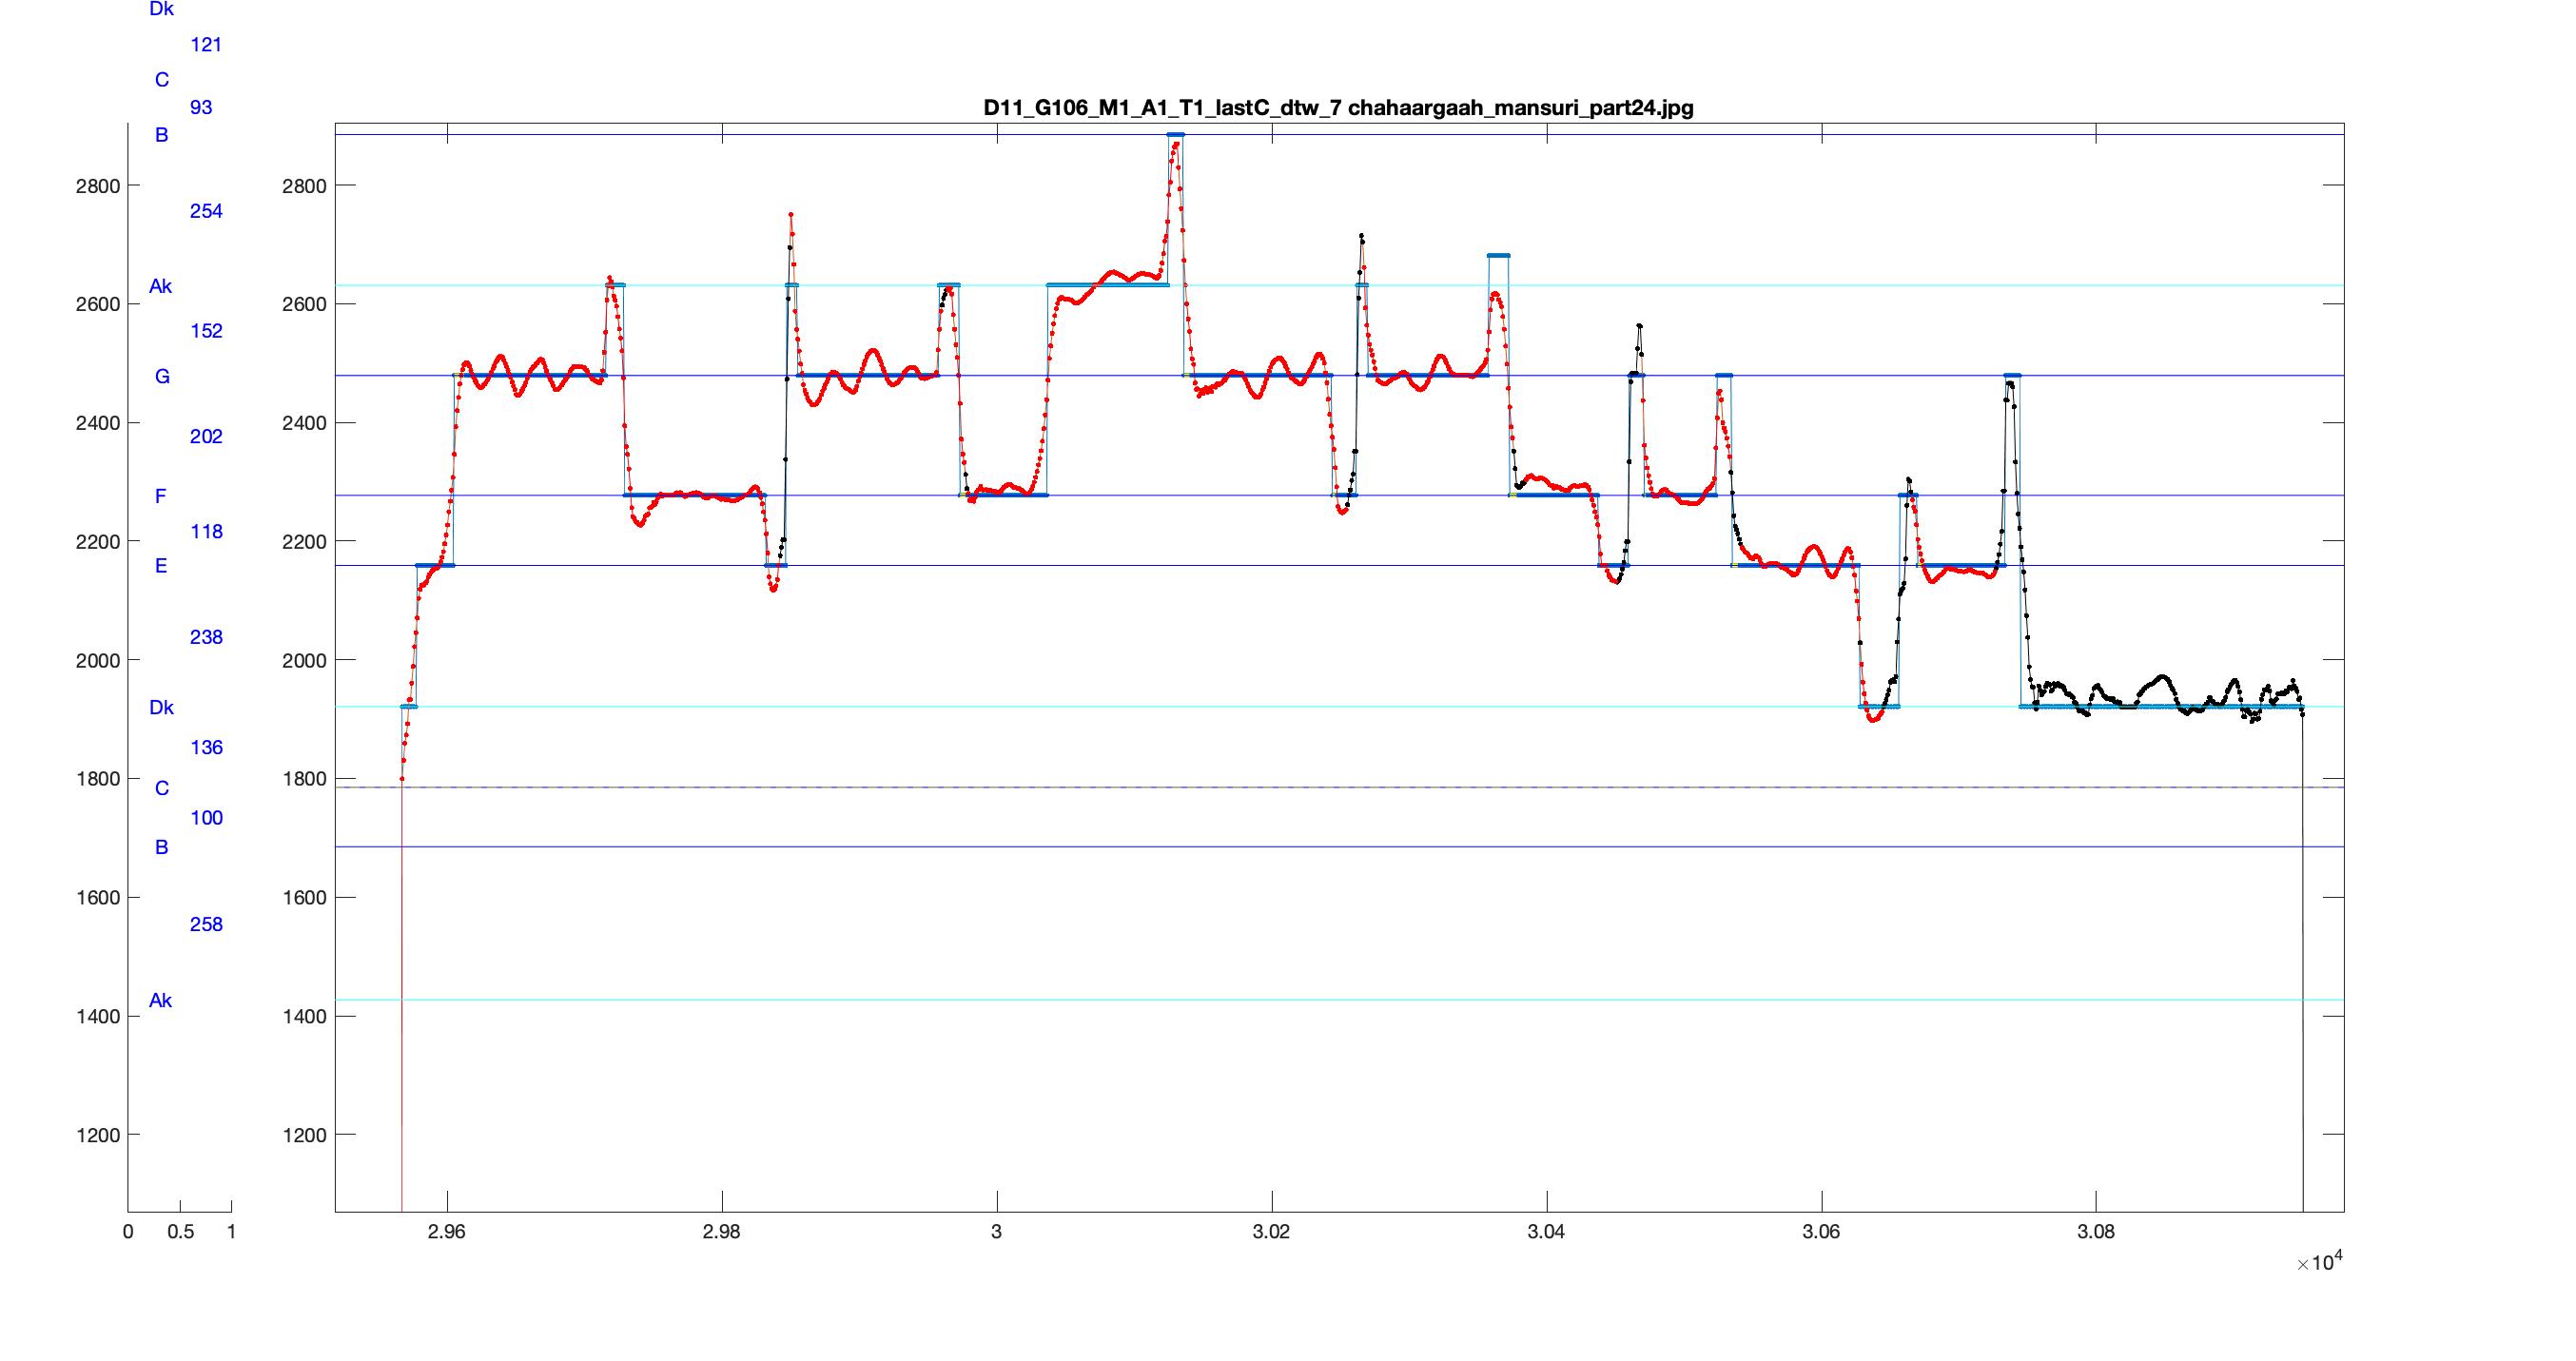 Dk
121
C
93
D11_G106_M1_A1_T1_lastC_dtw_7 chahaargaah_mansuri_part24.jpg
B
2800 2800
254
Ak
2600 2600
152
G
2400 2400
202
F
118
2200 2200
E
238
2000 2000
Dk
136
1800 1800
C
100
B
1600 1600
258
Ak
1400 1400
1200 1200
0 0.5 1 2.96 2.98 3 3.02 3.04 3.06 3.08
×10^4